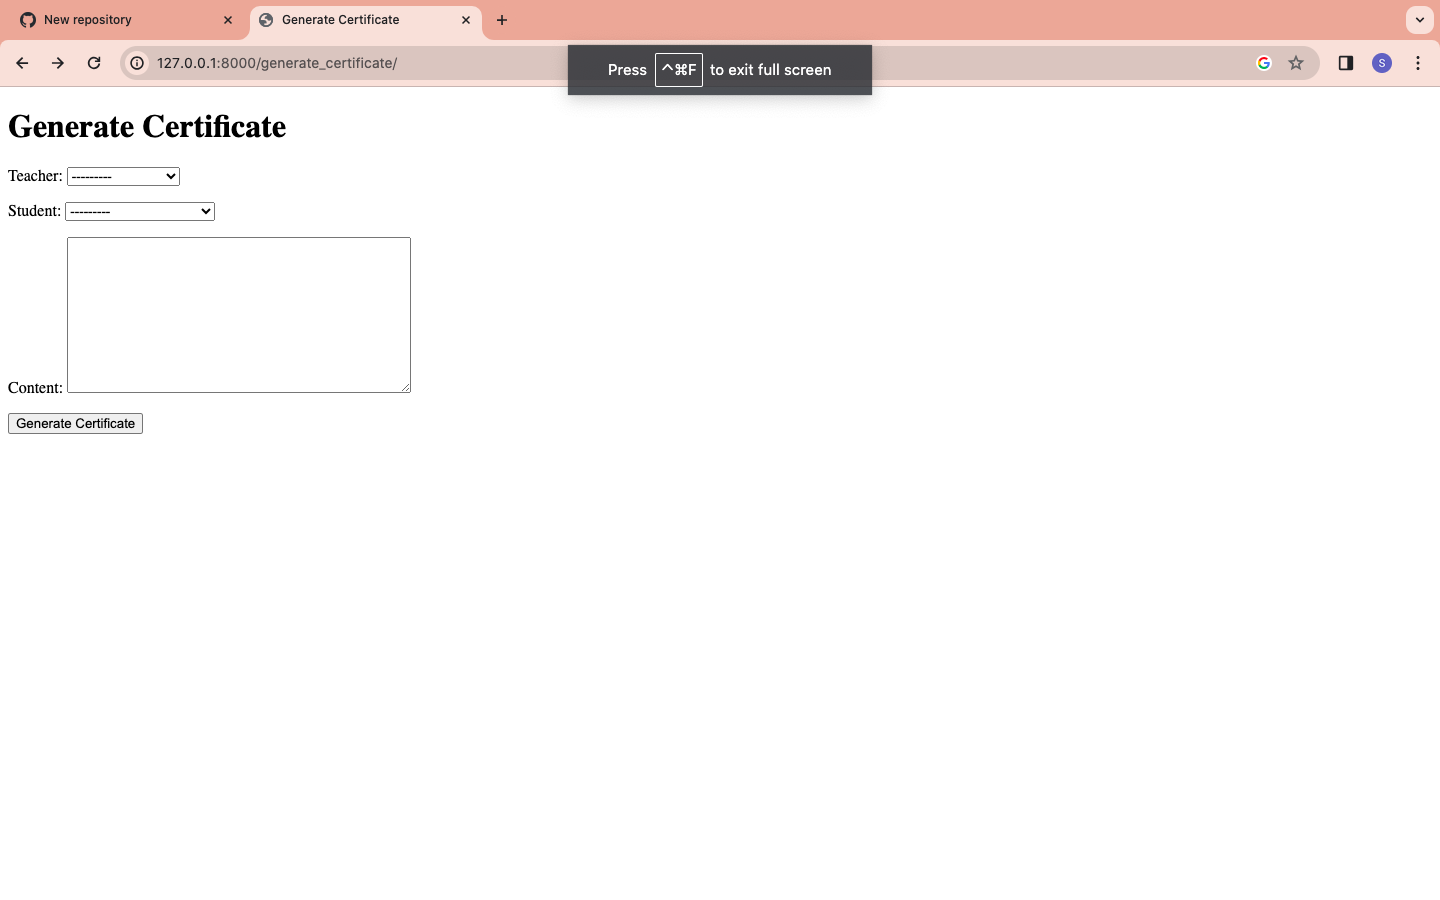 New repository
Generate Certificate
127.0.0.1:8000/generate_certificate/
S
Press ^⌘F to exit full screen
Generate Certificate
Teacher: ---------
Student: ---------
Content:
Generate Certificate